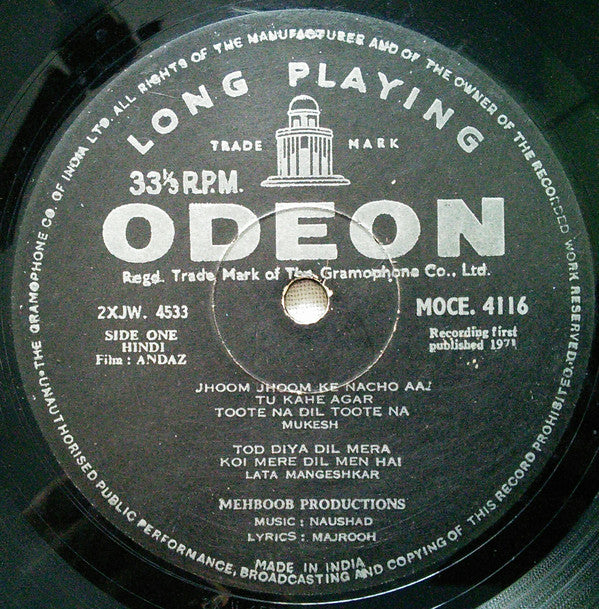 THE GRAMOPHONE CO. OF INDIA LTD. ALL RIGHTS OF THE MANUFACTURER AND OF THE OWNER OF THE RECORDED WORK RESERVED
UNAUTHORISED PUBLIC PERFORMANCE, BROADCASTING AND COPYING OF THIS RECORD PROHIBITED
LONG PLAYING
TRADE MARK
33⅓ R.P.M.
ODEON
Regd. Trade Mark of The Gramophone Co., Ltd.
2XJW. 4533
MOCE. 4116
SIDE ONE
HINDI
Film : ANDAZ
Recording first
published 1971
JHOOM JHOOM KE NACHO AAJ
TU KAHE AGAR
TOOTE NA DIL TOOTE NA
MUKESH
TOD DIYA DIL MERA
KOI MERE DIL MEN HAI
LATA MANGESHKAR
MEHBOOB PRODUCTIONS
MUSIC : NAUSHAD
LYRICS : MAJROOH
MADE IN INDIA